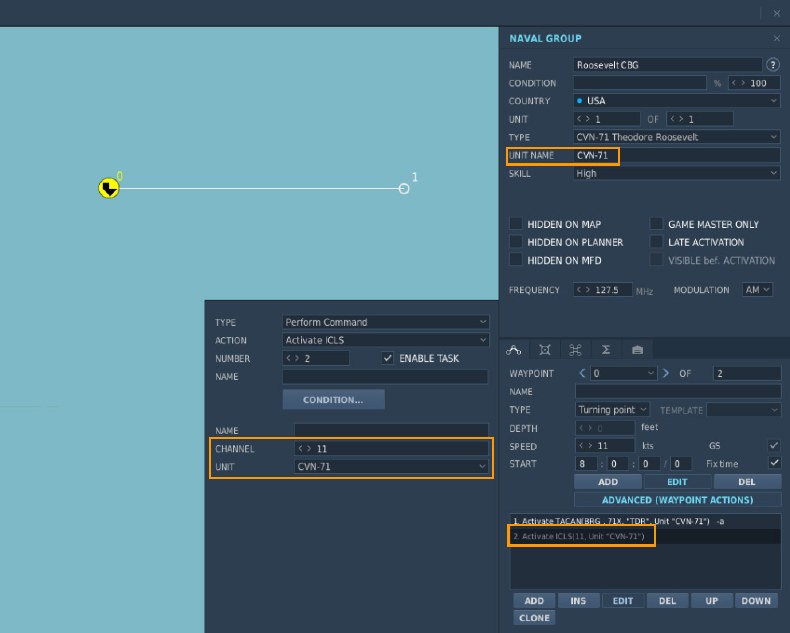 NAVAL GROUP
NAME Roosevelt CBG ?
CONDITION % < > 100
COUNTRY USA
UNIT < > 1 OF < > 1
TYPE CVN-71 Theodore Roosevelt
UNIT NAME CVN-71
SKILL High
HIDDEN ON MAP GAME MASTER ONLY
HIDDEN ON PLANNER LATE ACTIVATION
HIDDEN ON MFD VISIBLE bef. ACTIVATION
FREQUENCY < > 127.5 MHz MODULATION AM
0
1
TYPE Perform Command
ACTION Activate ICLS
NUMBER < > 2 ENABLE TASK
NAME
CONDITION...
NAME
CHANNEL < > 11
UNIT CVN-71
Σ
WAYPOINT < 0 > OF 2
NAME
TYPE Turning point TEMPLATE
DEPTH < > 0 feet
SPEED < > 11 kts GS
START 8 : 0 : 0 / 0 Fix time
ADD EDIT DEL
ADVANCED (WAYPOINT ACTIONS)
1. Activate TACAN(BRG , 71X, "TDR", Unit "CVN-71") -a
2. Activate ICLS(11, Unit "CVN-71")
ADD INS EDIT DEL UP DOWN
CLONE